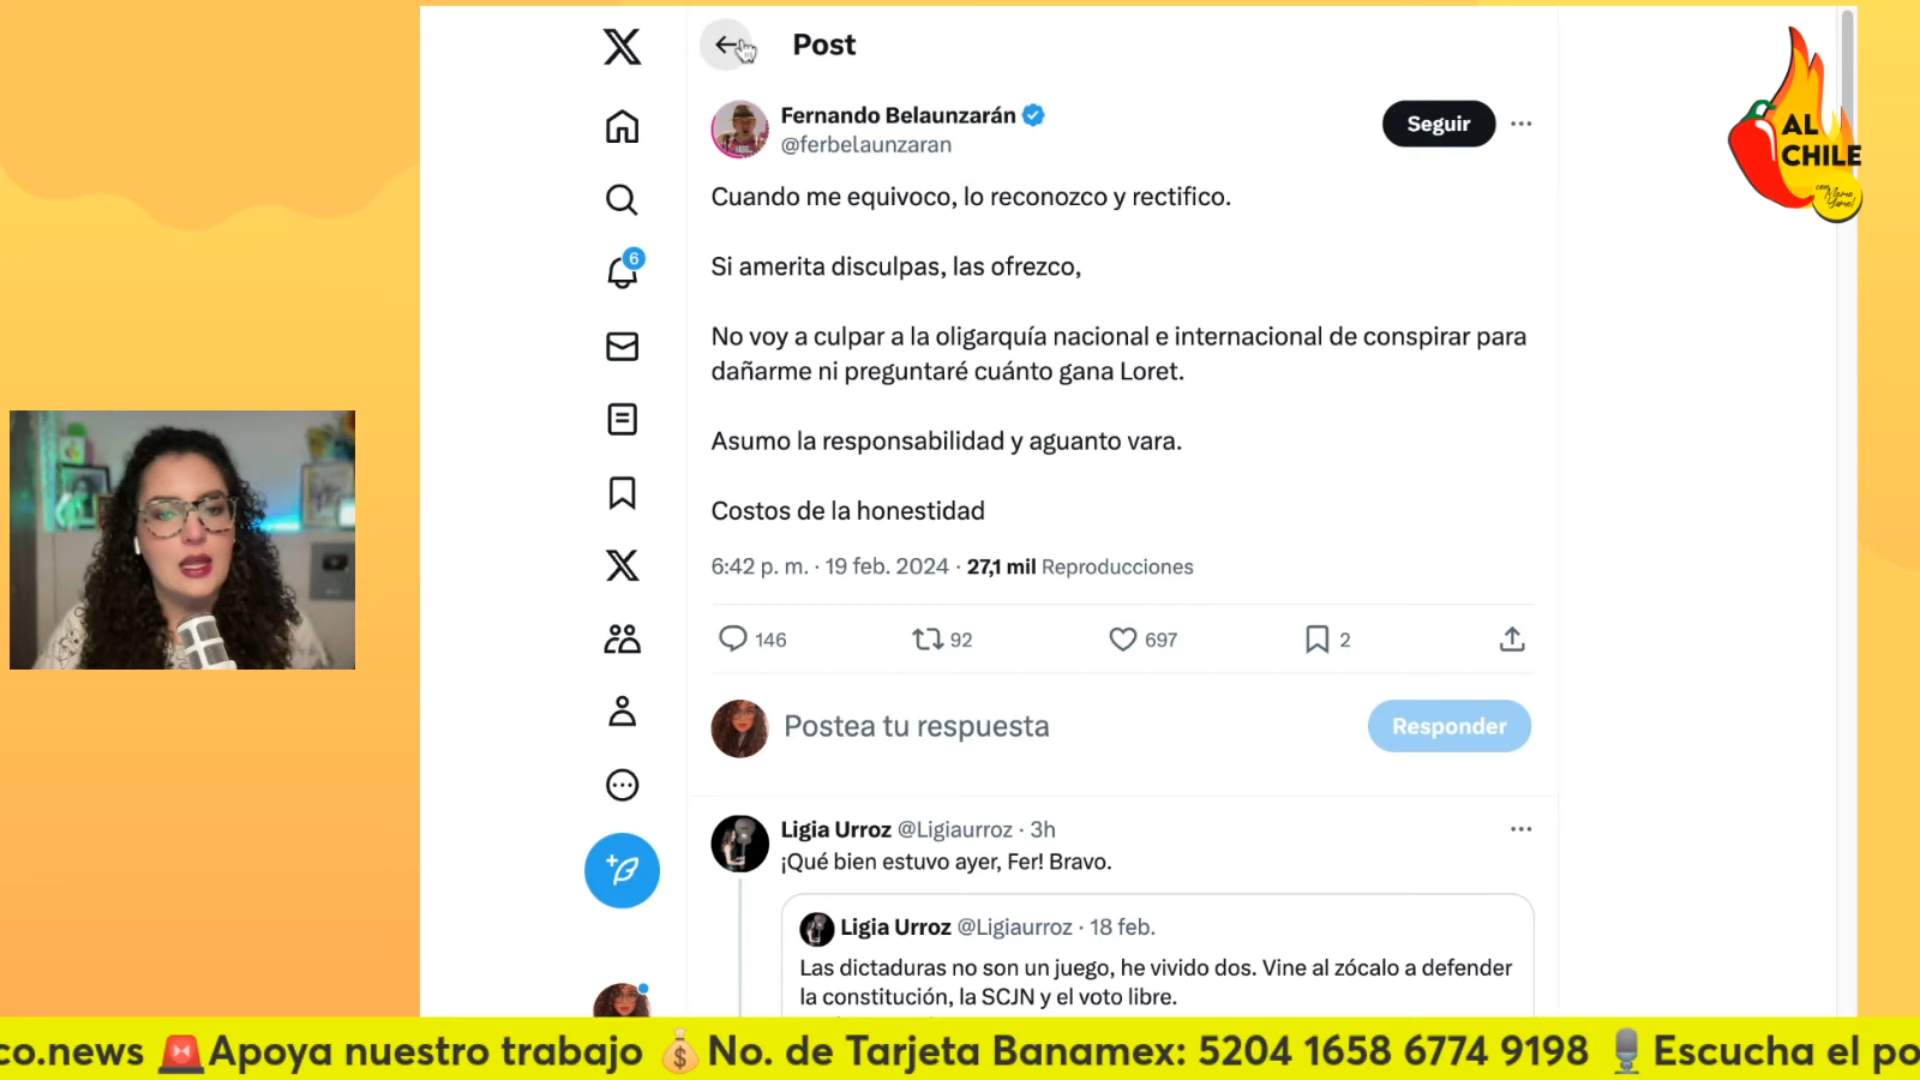 Post
Fernando Belaunzarán
@ferbelaunzaran
Seguir
Cuando me equivoco, lo reconozco y rectifico.
Si amerita disculpas, las ofrezco,
No voy a culpar a la oligarquía nacional e internacional de conspirar para
dañarme ni preguntaré cuánto gana Loret.
Asumo la responsabilidad y aguanto vara.
Costos de la honestidad
6:42 p. m. · 19 feb. 2024 · 27,1 mil Reproducciones
146 92 697 2
Postea tu respuesta
Responder
Ligia Urroz @Ligiaurroz · 3h
¡Qué bien estuvo ayer, Fer! Bravo.
Ligia Urroz @Ligiaurroz · 18 feb.
Las dictaduras no son un juego, he vivido dos. Vine al zócalo a defender
la constitución, la SCJN y el voto libre.
6
AL
CHILE
co.news 🚨Apoya nuestro trabajo 💰No. de Tarjeta Banamex: 5204 1658 6774 9198 🎙️Escucha el po